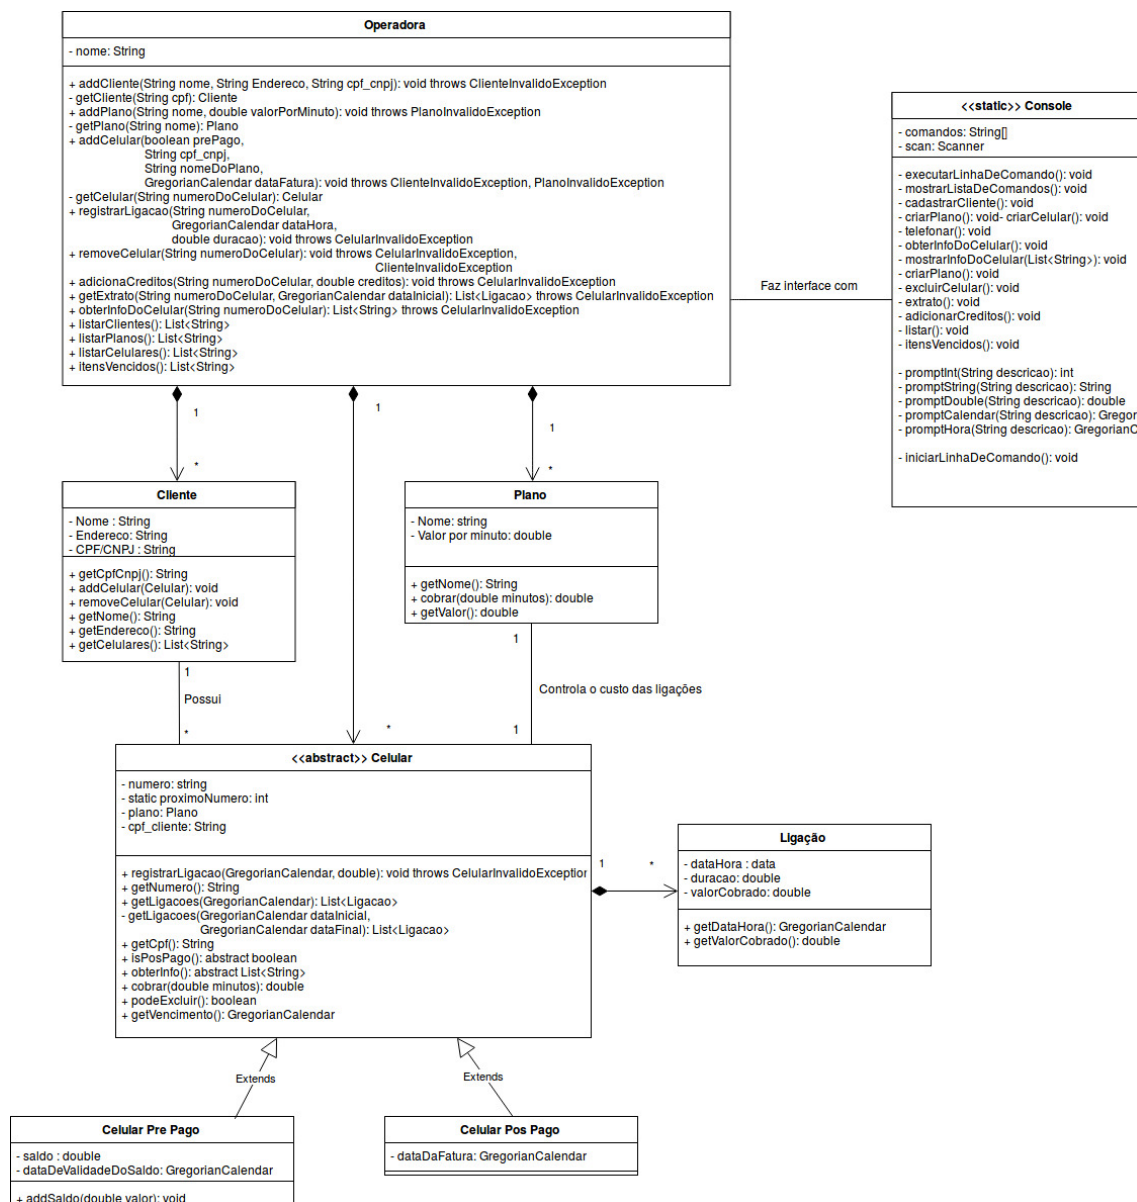 Operadora
- nome: String
+ addCliente(String nome, String Endereco, String cpf_cnpj): void throws ClienteInvalidoException
- getCliente(String cpf): Cliente
+ addPlano(String nome, double valorPorMinuto): void throws PlanoInvalidoException
- getPlano(String nome): Plano
+ addCelular(boolean prePago,
String cpf_cnpj,
String nomeDoPlano,
GregorianCalendar dataFatura): void throws ClienteInvalidoException, PlanoInvalidoException
- getCelular(String numeroDoCelular): Celular
+ registrarLigacao(String numeroDoCelular,
GregorianCalendar dataHora,
double duracao): void throws CelularInvalidoException
+ removeCelular(String numeroDoCelular): void throws CelularInvalidoException,
ClienteInvalidoException
+ adicionaCreditos(String numeroDoCelular, double creditos): void throws CelularInvalidoException
+ getExtrato(String numeroDoCelular, GregorianCalendar dataInicial): List<Ligacao> throws CelularInvalidoException
+ obterInfoDoCelular(String numeroDoCelular): List<String> throws CelularInvalidoException
+ listarClientes(): List<String>
+ listarPlanos(): List<String>
+ listarCelulares(): List<String>
+ itensVencidos(): List<String>
Faz interface com
<<static>> Console
- comandos: String[]
- scan: Scanner
- executarLinhaDeComando(): void
- mostrarListaDeComandos(): void
- cadastrarCliente(): void
- criarPlano(): void- criarCelular(): void
- telefonar(): void
- obterInfoDoCelular(): void
- mostrarInfoDoCelular(List<String>): void
- criarPlano(): void
- excluirCelular(): void
- extrato(): void
- adicionarCreditos(): void
- listar(): void
- itensVencidos(): void
- promptInt(String descricao): int
- promptString(String descricao): String
- promptDouble(String descricao): double
- promptCalendar(String descricao): Gregor
- promptHora(String descricao): GregorianC
- iniciarLinhaDeComando(): void
1
1
1
*
*
Cliente
- Nome : String
- Endereco: String
- CPF/CNPJ : String
+ getCpfCnpj(): String
+ addCelular(Celular): void
+ removeCelular(Celular): void
+ getNome(): String
+ getEndereco(): String
+ getCelulares(): List<String>
Plano
- Nome: string
- Valor por minuto: double
+ getNome(): String
+ cobrar(double minutos): double
+ getValor(): double
1
Possui
*
*
1
Controla o custo das ligações
1
<<abstract>> Celular
- numero: string
- static proximoNumero: int
- plano: Plano
- cpf_cliente: String
+ registrarLigacao(GregorianCalendar, double): void throws CelularInvalidoException
+ getNumero(): String
+ getLigacoes(GregorianCalendar): List<Ligacao>
- getLigacoes(GregorianCalendar dataInicial,
GregorianCalendar dataFinal): List<Ligacao>
+ getCpf(): String
+ isPosPago(): abstract boolean
+ obterInfo(): abstract List<String>
+ cobrar(double minutos): double
+ podeExcluir(): boolean
+ getVencimento(): GregorianCalendar
1
*
Ligação
- dataHora : data
- duracao: double
- valorCobrado: double
+ getDataHora(): GregorianCalendar
+ getValorCobrado(): double
Extends
Extends
Celular Pre Pago
- saldo : double
- dataDeValidadeDoSaldo: GregorianCalendar
+ addSaldo(double valor): void
Celular Pos Pago
- dataDaFatura: GregorianCalendar